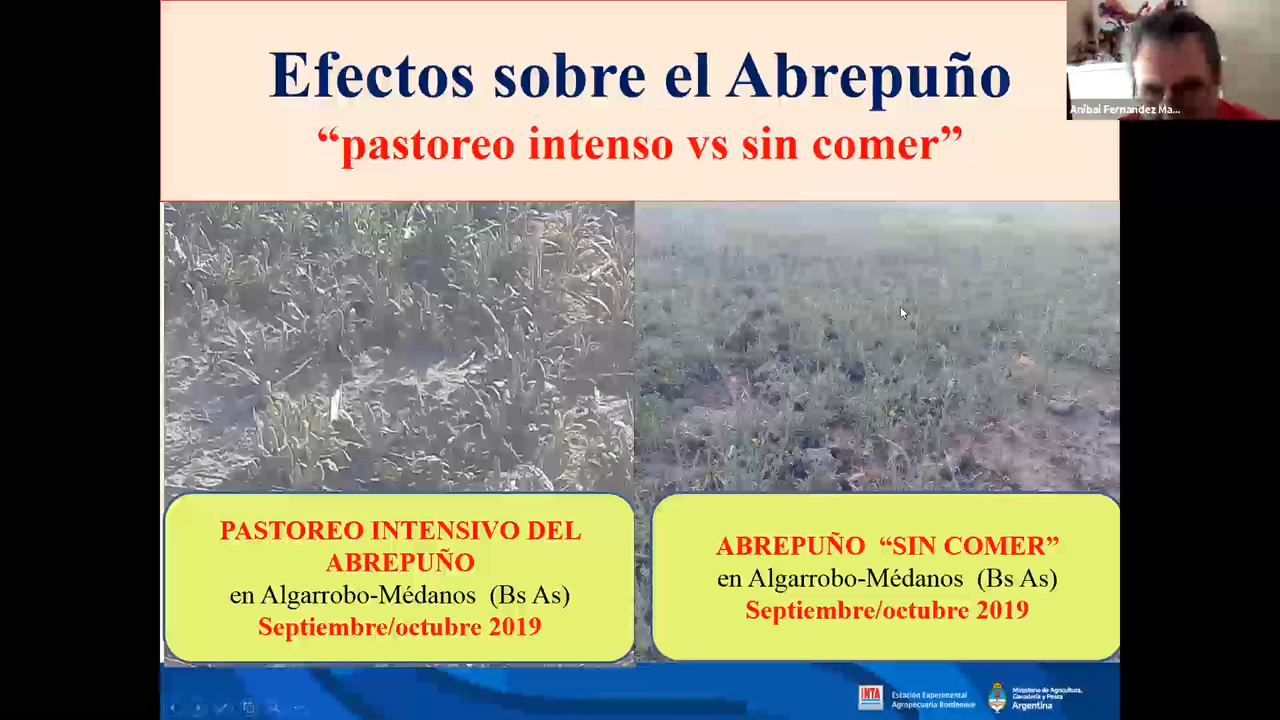 Efectos sobre el Abrepuño
“pastoreo intenso vs sin comer”
Anibal Fernandez Ma...
PASTOREO INTENSIVO DEL
ABREPUÑO
en Algarrobo-Médanos (Bs As)
Septiembre/octubre 2019
ABREPUÑO “SIN COMER”
en Algarrobo-Médanos (Bs As)
Septiembre/octubre 2019
INTA
Estación Experimental
Agropecuaria Bordenave
Ministerio de Agricultura,
Ganadería y Pesca
Argentina